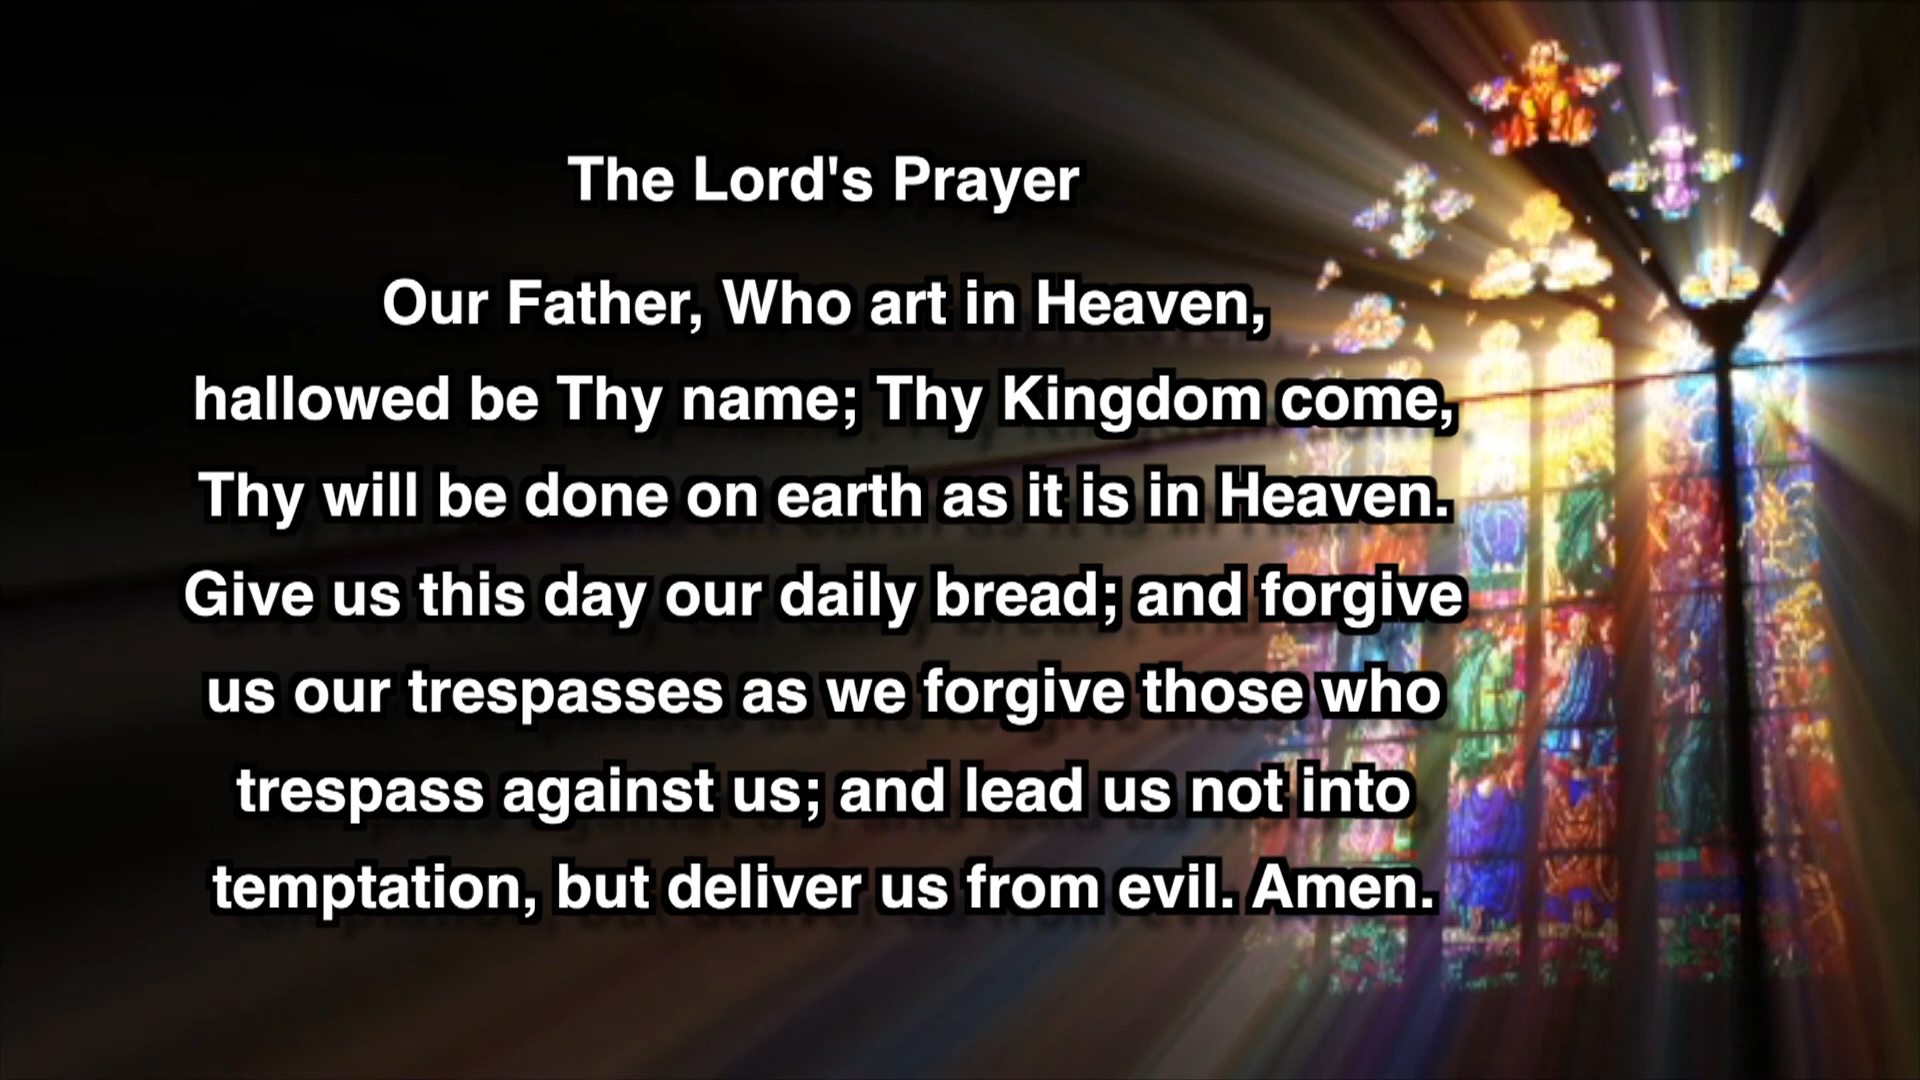 The Lord's Prayer
Our Father, Who art in Heaven,
hallowed be Thy name; Thy Kingdom come,
Thy will be done on earth as it is in Heaven.
Give us this day our daily bread; and forgive
us our trespasses as we forgive those who
trespass against us; and lead us not into
temptation, but deliver us from evil. Amen.